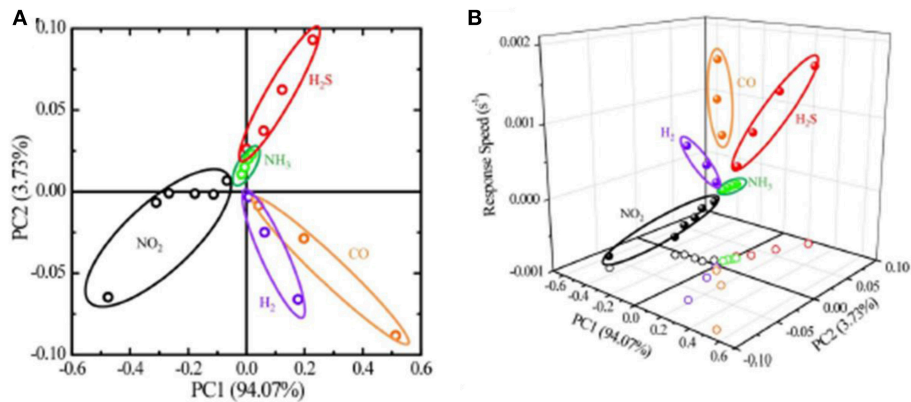 A
B
0.10
0.05
0.00
-0.05
-0.10
-0.6
-0.4
-0.2
0.0
0.2
0.4
0.6
PC2 (3.73%)
PC1 (94.07%)
H₂S
NH₃
NO₂
CO
H₂
0.002
0.001
0.000
-0.001
Response Speed (s⁻¹)
CO
H₂S
H₂
NH₃
NO₂
-0.6
-0.4
-0.2
0.0
0.2
0.4
0.6
PC1 (94.07%)
-0.10
-0.05
0.00
0.05
0.10
PC2 (3.73%)